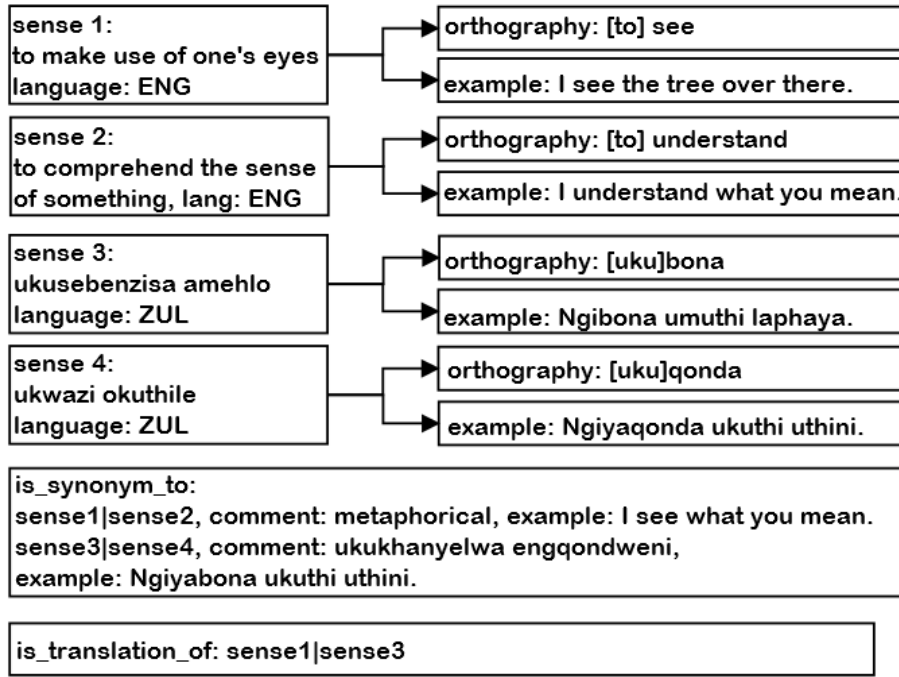 sense 1:
to make use of one's eyes
language: ENG
orthography: [to] see
example: I see the tree over there.
sense 2:
to comprehend the sense
of something, lang: ENG
orthography: [to] understand
example: I understand what you mean.
sense 3:
ukusebenzisa amehlo
language: ZUL
orthography: [uku]bona
example: Ngibona umuthi laphaya.
sense 4:
ukwazi okuthile
language: ZUL
orthography: [uku]qonda
example: Ngiyaqonda ukuthi uthini.
is_synonym_to:
sense1|sense2, comment: metaphorical, example: I see what you mean.
sense3|sense4, comment: ukukhanyelwa engqondweni,
example: Ngiyabona ukuthi uthini.
is_translation_of: sense1|sense3